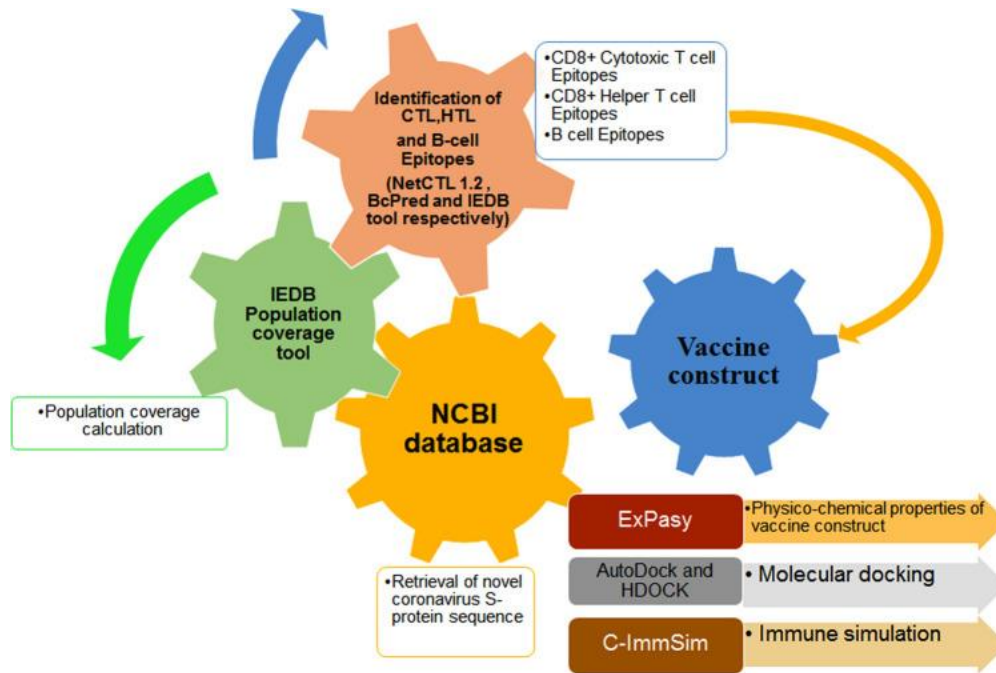 Identification of
CTL,HTL
and B-cell
Epitopes
(NetCTL 1.2 ,
BcPred and IEDB
tool respectively)
•CD8+ Cytotoxic T cell
Epitopes
•CD8+ Helper T cell
Epitopes
•B cell Epitopes
IEDB
Population
coverage
tool
•Population coverage
calculation
NCBI
database
•Retrieval of novel
coronavirus S-
protein sequence
Vaccine
construct
ExPasy
•Physico-chemical properties of
vaccine construct
AutoDock and
HDOCK
• Molecular docking
C-ImmSim
• Immune simulation